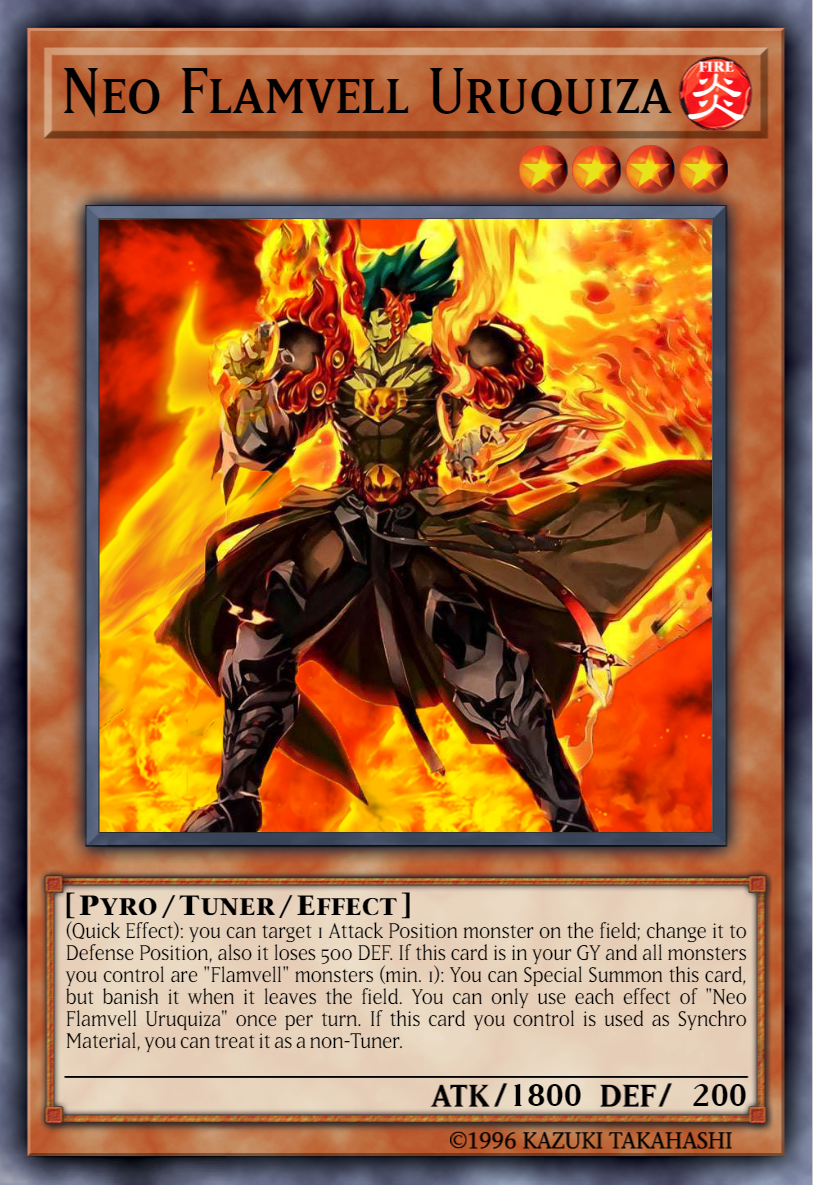 Neo Flamvell Uruquiza
FIRE
炎
[ Pyro / Tuner / Effect ]
(Quick Effect): you can target 1 Attack Position monster on the field; change it to
Defense Position, also it loses 500 DEF. If this card is in your GY and all monsters
you control are "Flamvell" monsters (min. 1): You can Special Summon this card,
but banish it when it leaves the field. You can only use each effect of "Neo
Flamvell Uruquiza" once per turn. If this card you control is used as Synchro
Material, you can treat it as a non-Tuner.
ATK/1800 DEF/ 200
©1996 KAZUKI TAKAHASHI